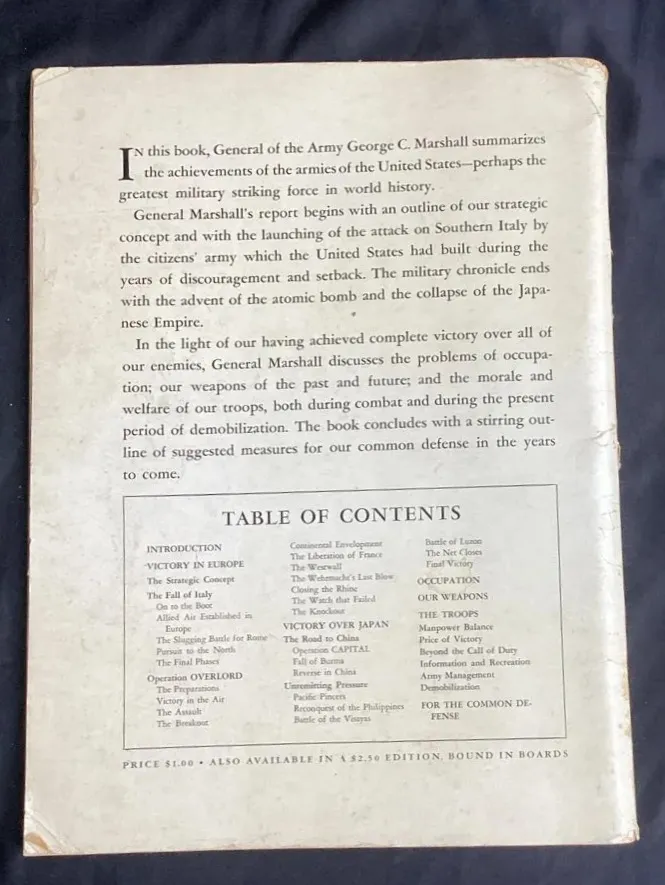 IN this book, General of the Army George C. Marshall summarizes
the achievements of the armies of the United States—perhaps the
greatest military striking force in world history.
General Marshall's report begins with an outline of our strategic
concept and with the launching of the attack on Southern Italy by
the citizens' army which the United States had built during the
years of discouragement and setback. The military chronicle ends
with the advent of the atomic bomb and the collapse of the Japa-
nese Empire.
In the light of our having achieved complete victory over all of
our enemies, General Marshall discusses the problems of occupa-
tion; our weapons of the past and future; and the morale and
welfare of our troops, both during combat and during the present
period of demobilization. The book concludes with a stirring out-
line of suggested measures for our common defense in the years
to come.
TABLE OF CONTENTS
INTRODUCTION
VICTORY IN EUROPE
The Strategic Concept
The Fall of Italy
On to the Boot
Allied Air Established in
Europe
The Slugging Battle for Rome
Pursuit to the North
The Final Phases
Operation OVERLORD
The Preparations
Victory in the Air
The Assault
The Breakout
Continental Envelopment
The Liberation of France
The Westwall
The Wehrmacht's Last Blow
Closing the Rhine
The Watch that Failed
The Knockout
VICTORY OVER JAPAN
The Road to China
Operation CAPITAL
Fall of Burma
Reverse in China
Unremitting Pressure
Pacific Pincers
Reconquest of the Philippines
Battle of the Visayas
Battle of Luzon
The Net Closes
Final Victory
OCCUPATION
OUR WEAPONS
THE TROOPS
Manpower Balance
Price of Victory
Beyond the Call of Duty
Information and Recreation
Army Management
Demobilization
FOR THE COMMON DE-
FENSE
PRICE $1.00 • ALSO AVAILABLE IN A $2.50 EDITION, BOUND IN BOARDS